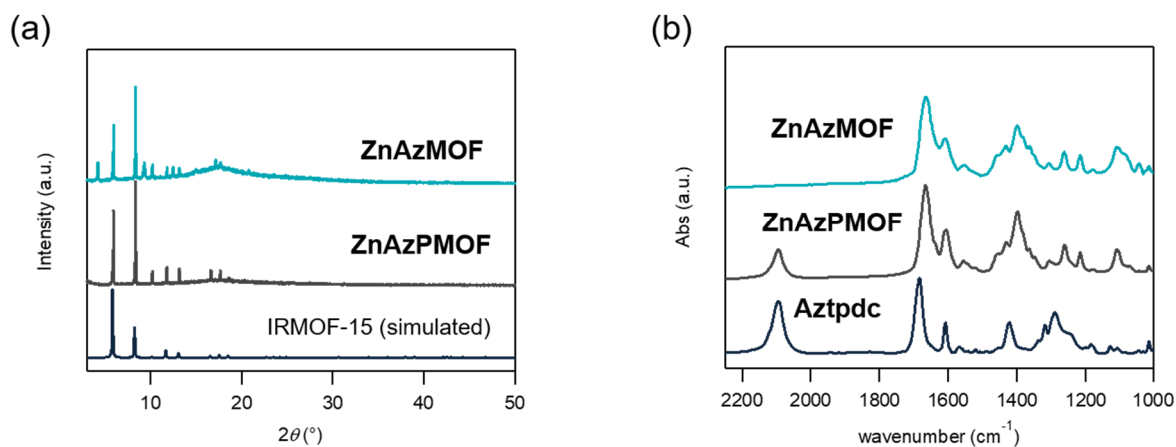 (a)
Intensity (a.u.)
ZnAzMOF
ZnAzPMOF
IRMOF-15 (simulated)
10
20
30
40
50
2θ (°)
(b)
Abs (a.u.)
ZnAzMOF
ZnAzPMOF
Aztpdc
2200
2000
1800
1600
1400
1200
1000
wavenumber (cm⁻¹)